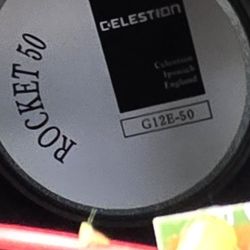 CELESTION
Celestion
Ipswich
England
G12E-50
ROCKET 50